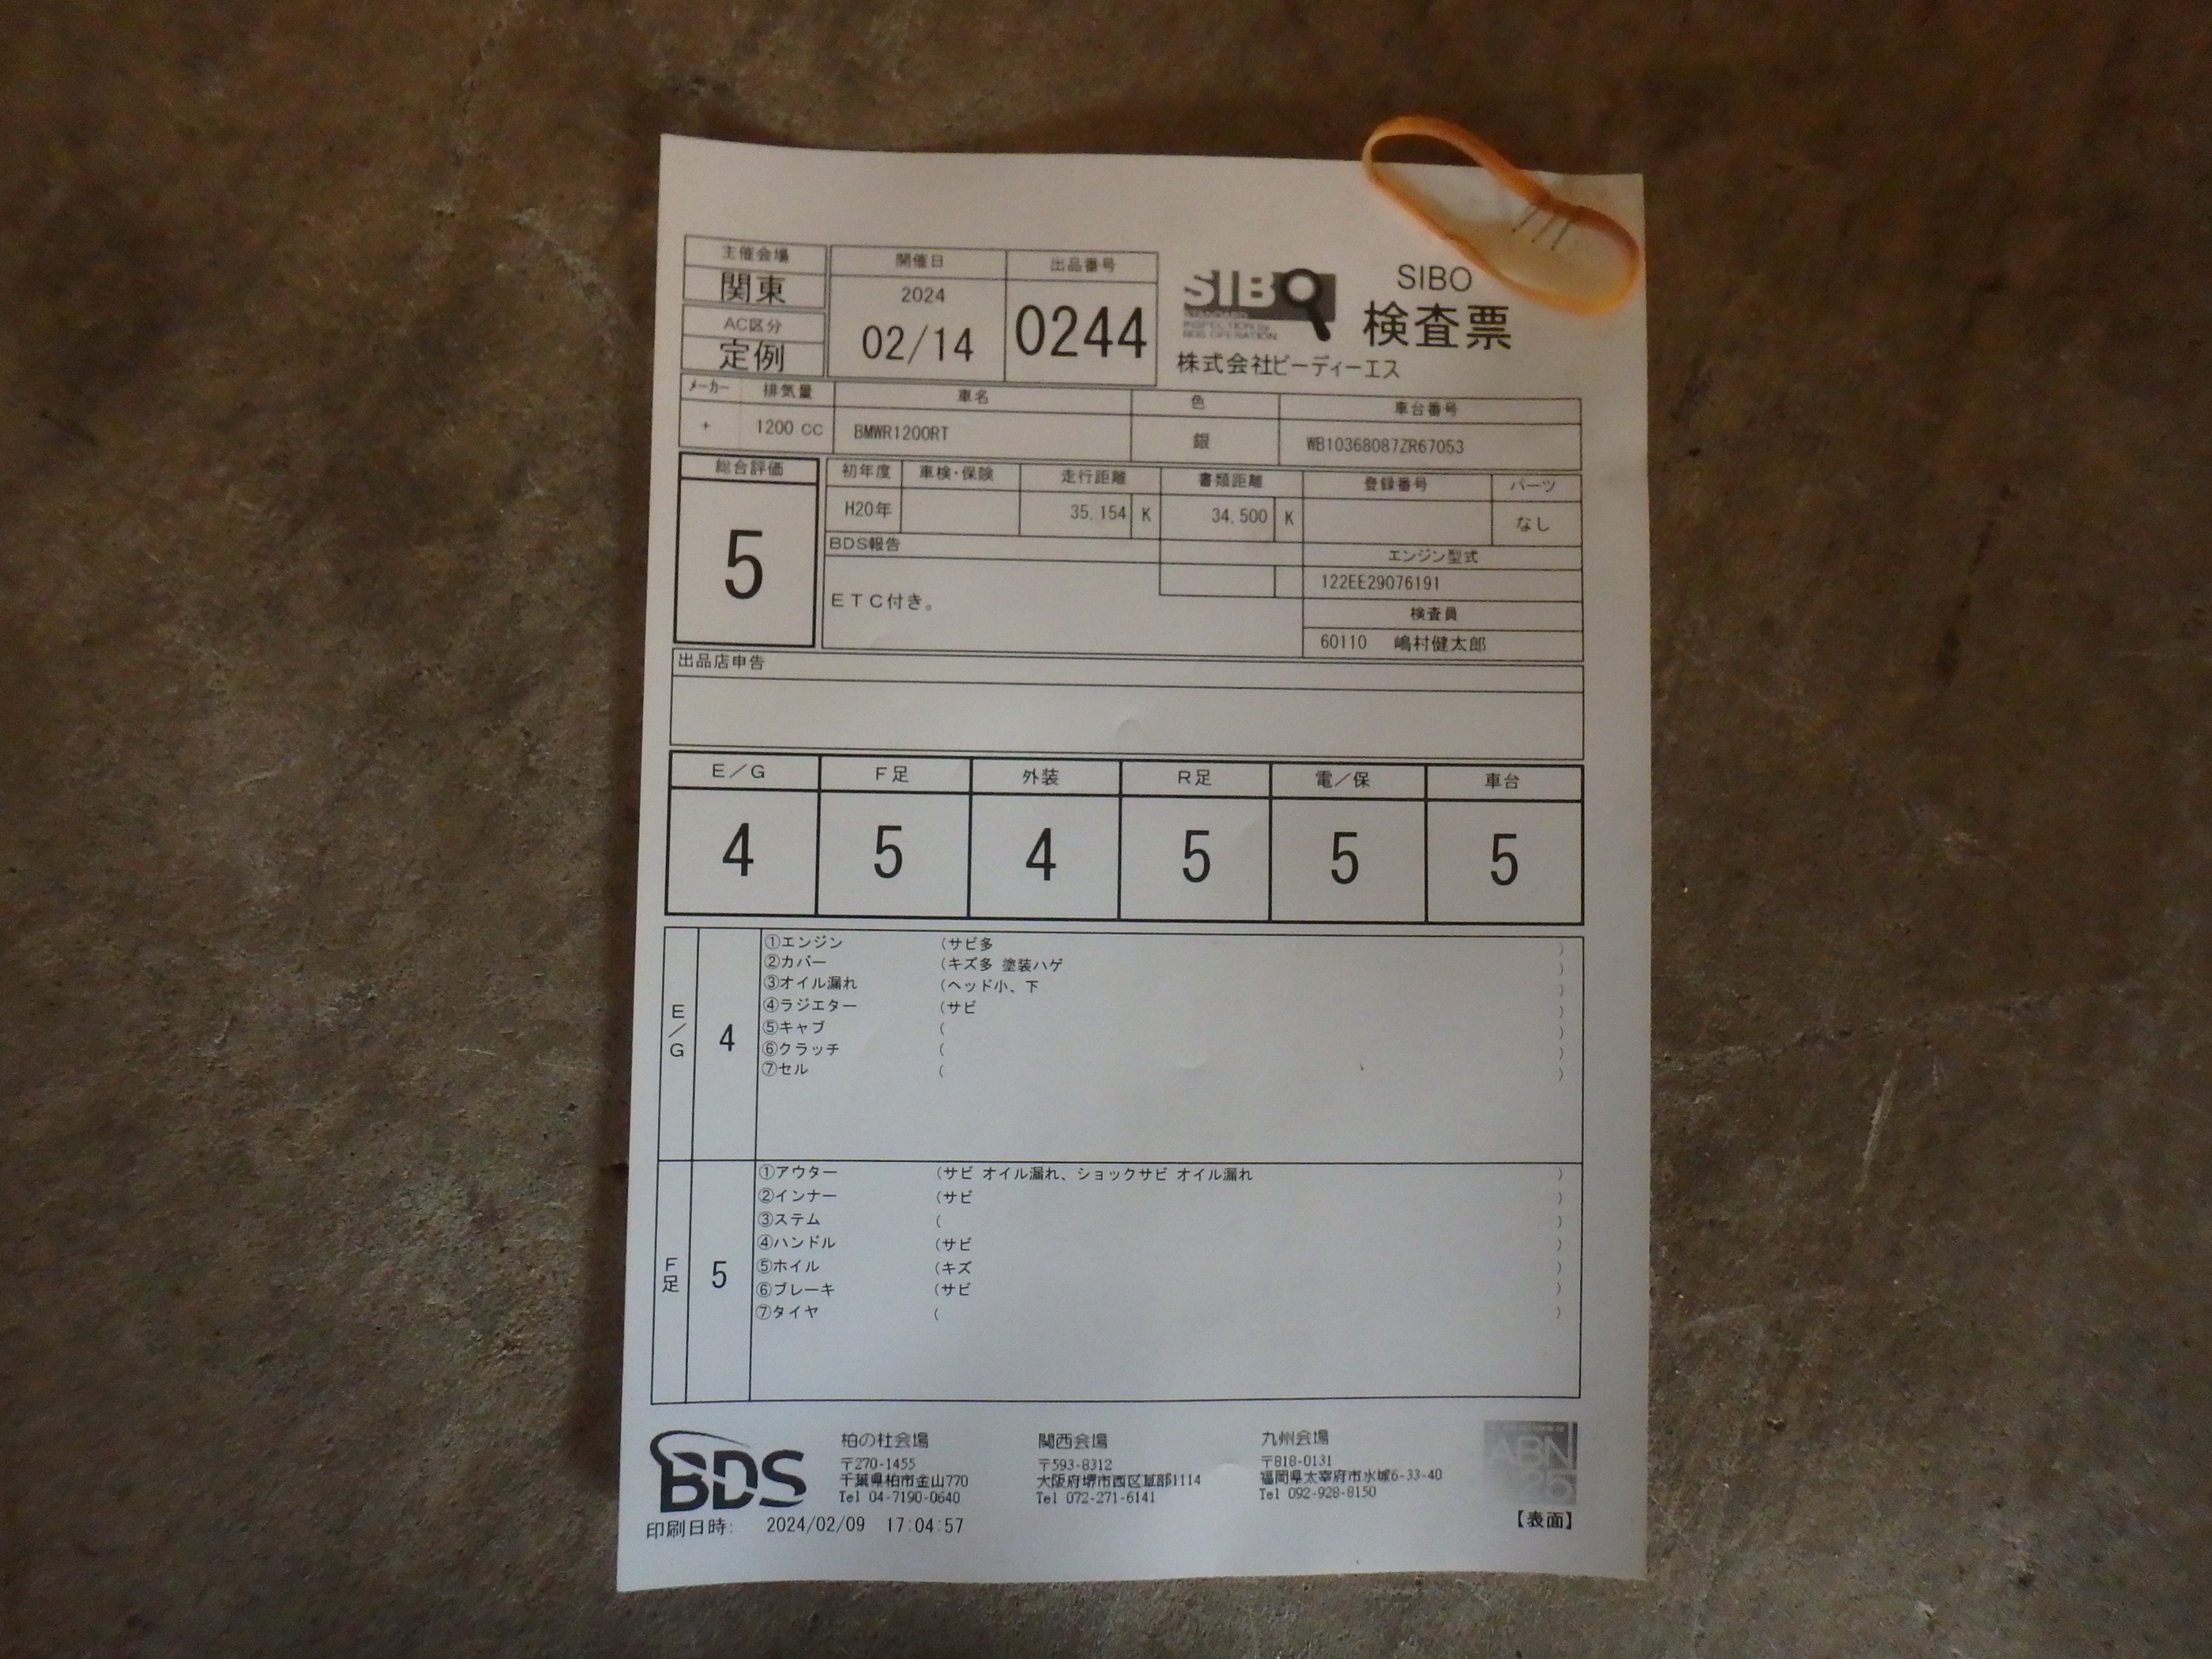 主催会場
関東
AC区分
定例
開催日
2024
02/14
出品番号
0244
SIBO
STANDARD
INSPECTION by
BDS OPERATION
株式会社ビーディーエス
SIBO
検査票
メーカー 排気量 車名 色 車台番号
+ 1200 CC BMWR1200RT 銀 WB10368087ZR67053
総合評価
5
初年度 車検・保険 走行距離 書類距離 登録番号 パーツ
H20年 35,154 K 34,500 K なし
BDS報告
ETC付き。
エンジン型式
122EE29076191
検査員
60110 嶋村健太郎
出品店申告
E/G F足 外装 R足 電/保 車台
4 5 4 5 5 5
E/G
4
①エンジン (サビ多 )
②カバー (キズ多 塗装ハゲ )
③オイル漏れ (ヘッド小、下 )
④ラジエター (サビ )
⑤キャブ ( )
⑥クラッチ ( )
⑦セル ( )
F足
5
①アウター (サビ オイル漏れ、ショックサビ オイル漏れ )
②インナー (サビ )
③ステム ( )
④ハンドル (サビ )
⑤ホイル (キズ )
⑥ブレーキ (サビ )
⑦タイヤ ( )
BDS
柏の杜会場
〒270-1455
千葉県柏市金山770
Tel 04-7190-0640
関西会場
〒593-8312
大阪府堺市西区草部1114
Tel 072-271-6141
九州会場
〒818-0131
福岡県太宰府市水城6-33-40
Tel 092-928-8150
ABN
25
印刷日時: 2024/02/09 17:04:57
【表面】